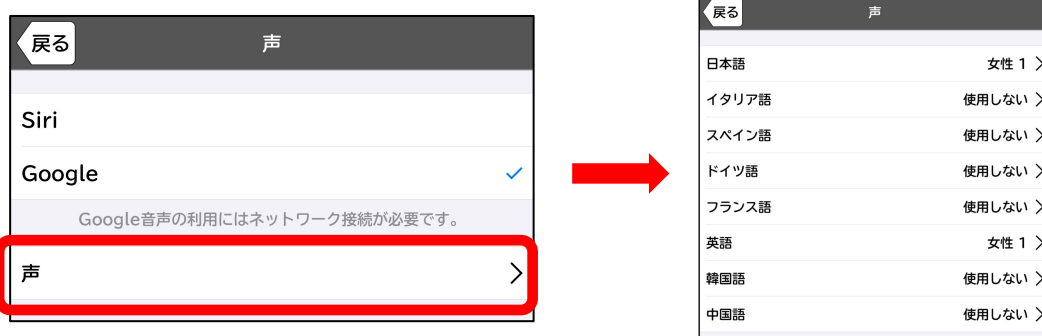 戻る 声
Siri
Google
Google音声の利用にはネットワーク接続が必要です。
声
戻る 声
日本語 女性 1
イタリア語 使用しない
スペイン語 使用しない
ドイツ語 使用しない
フランス語 使用しない
英語 女性 1
韓国語 使用しない
中国語 使用しない